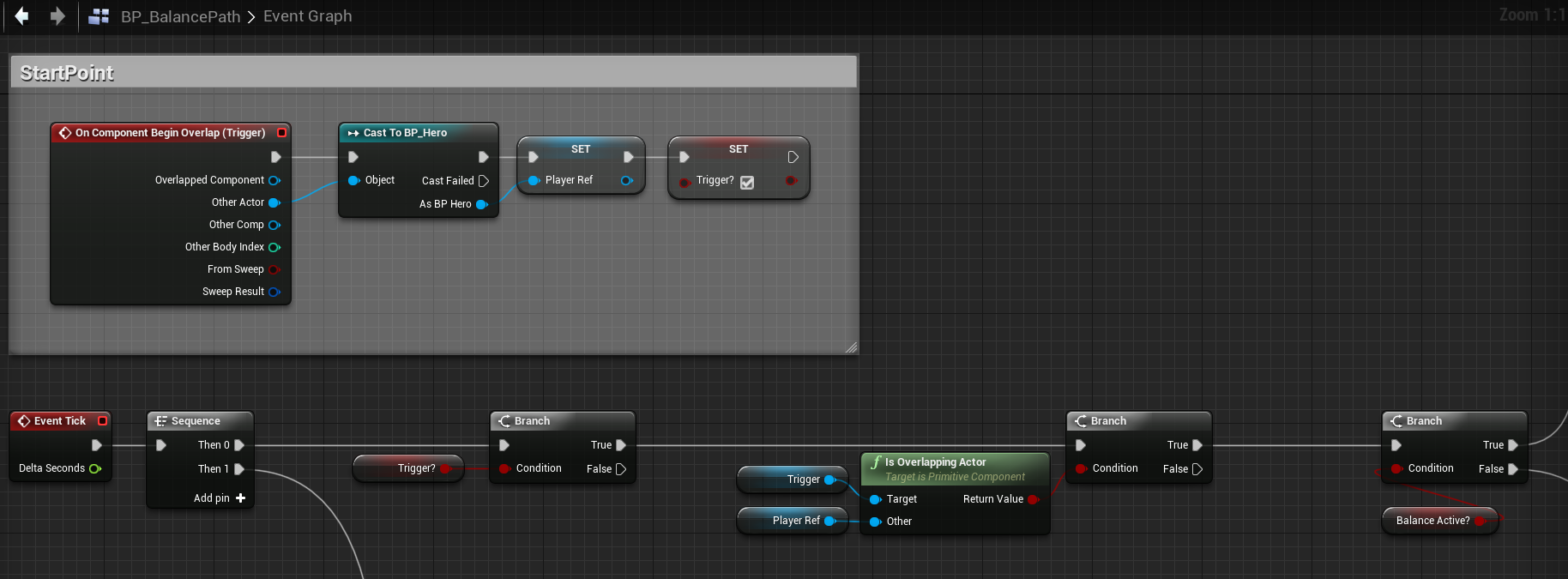 BP_BalancePath > Event Graph
Zoom 1:1
StartPoint
On Component Begin Overlap (Trigger)
Overlapped Component
Other Actor
Other Comp
Other Body Index
From Sweep
Sweep Result
Cast To BP_Hero
Object
Cast Failed
As BP Hero
SET
Player Ref
SET
Trigger?
Event Tick
Delta Seconds
Sequence
Then 0
Then 1
Add pin +
Trigger?
Branch
True
Condition
False
Trigger
Player Ref
f Is Overlapping Actor
Target is Primitive Component
Target
Return Value
Other
Branch
True
Condition
False
Branch
True
Condition
False
Balance Active?